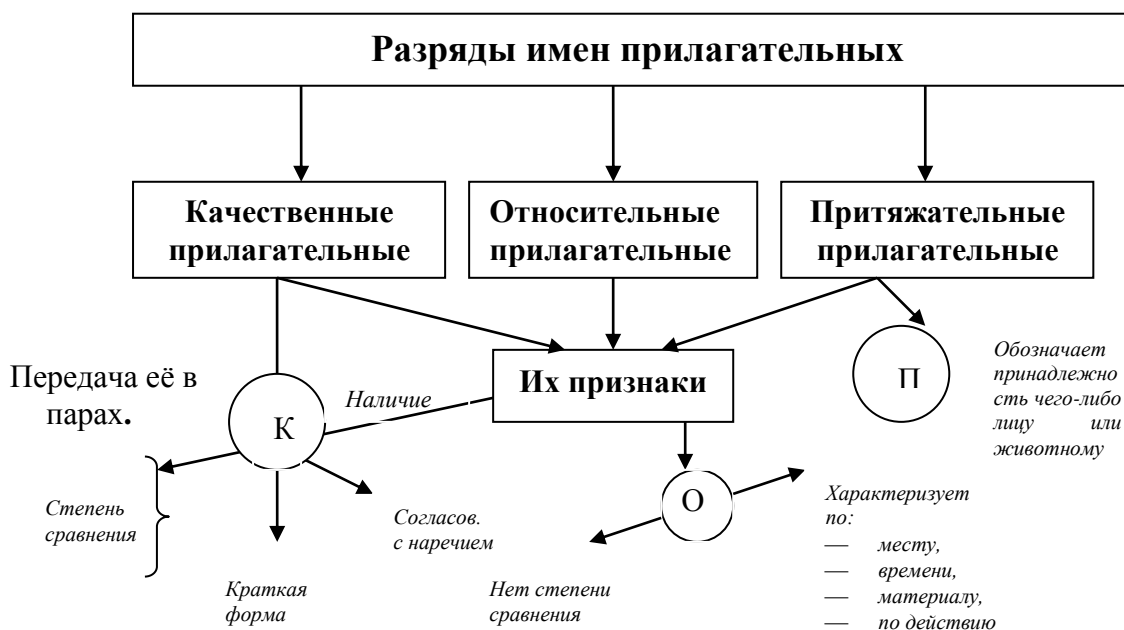 Разряды имен прилагательных
Качественные
прилагательные
Относительные
прилагательные
Притяжательные
прилагательные
Передача её в
парах.
К
Наличие
Их признаки
П
Обозначает
принадлежно
сть чего-либо
лицу или
животному
Степень
сравнения
Краткая
форма
Согласов.
с наречием
О
Нет степени
сравнения
Характеризует
по:
— месту,
— времени,
— материалу,
— по действию